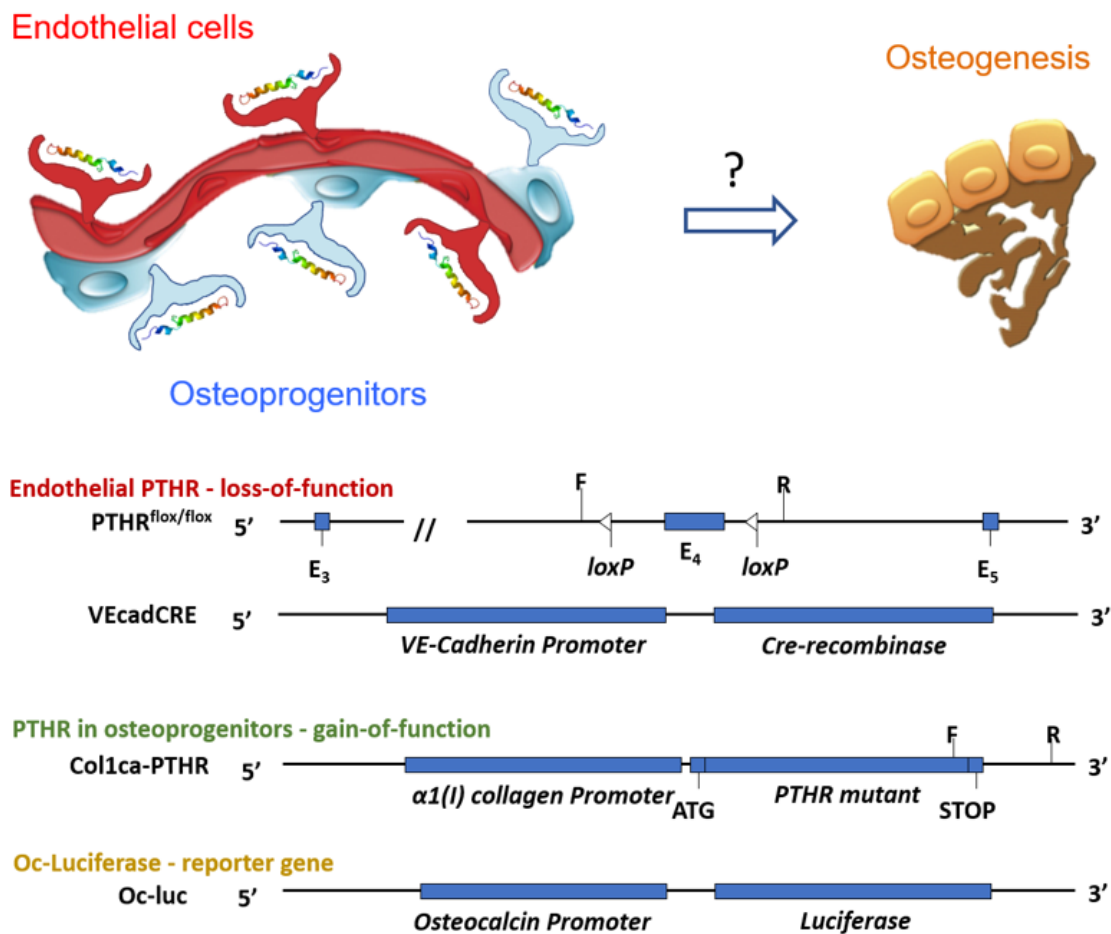 Endothelial cells
Osteogenesis
?
Osteoprogenitors
Endothelial PTHR - loss-of-function
F
R
PTHRflox/flox
5’
//
3’
E3
loxP
E4
loxP
E5
VEcadCRE
5’
3’
VE-Cadherin Promoter
Cre-recombinase
PTHR in osteoprogenitors - gain-of-function
F
R
Col1ca-PTHR
5’
3’
α1(I) collagen Promoter
ATG
PTHR mutant
STOP
Oc-Luciferase - reporter gene
Oc-luc
5’
3’
Osteocalcin Promoter
Luciferase